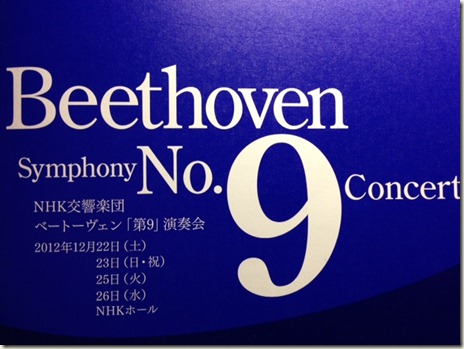 Beethoven
Symphony No. 9 Concert
NHK交響楽団
ベートーヴェン「第9」演奏会
2012年12月22日(土)
23日(日・祝)
25日(火)
26日(水)
NHKホール